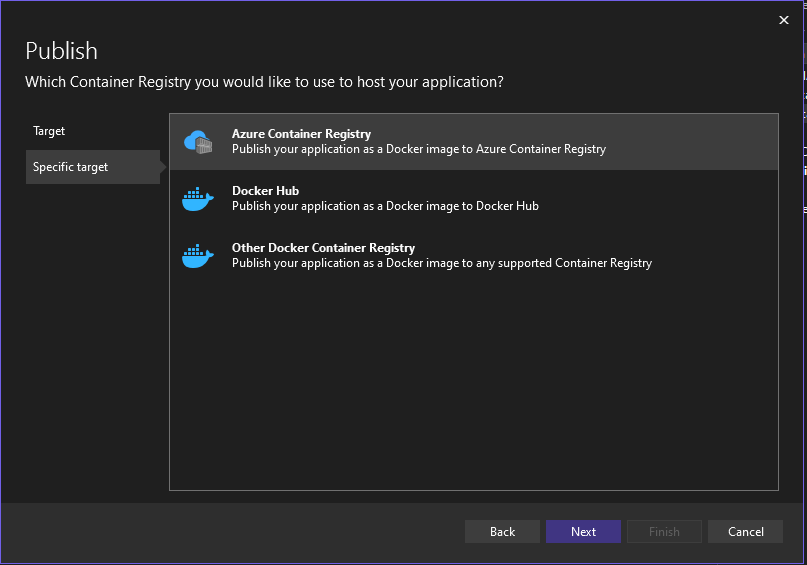 Publish
Which Container Registry you would like to use to host your application?
Target
Specific target
Azure Container Registry
Publish your application as a Docker image to Azure Container Registry
Docker Hub
Publish your application as a Docker image to Docker Hub
Other Docker Container Registry
Publish your application as a Docker image to any supported Container Registry
Back
Next
Finish
Cancel